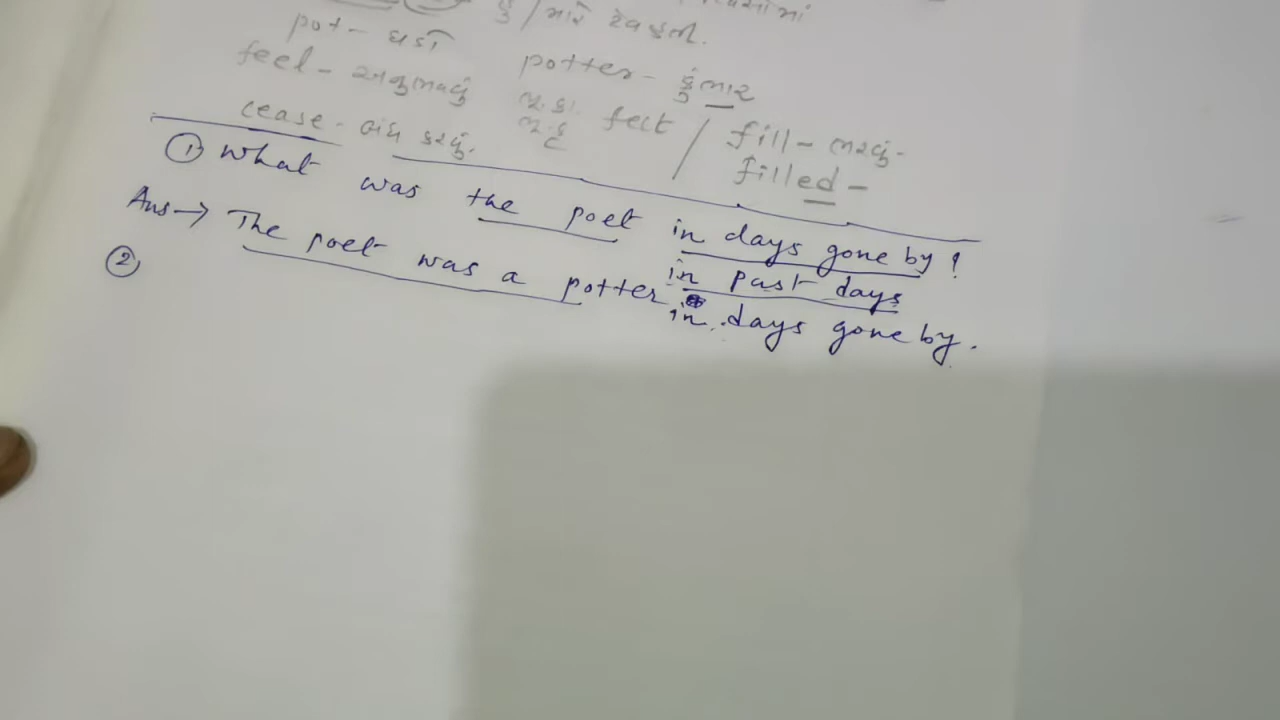 કું / માટે ટેવફલ.
pot - ઘડો
potter - કુંભાર
feel - અનુભવવું
ભૂ.કા. felt / fill - ભરવું-
ભૂ.કૃ
cease - બંધ કરવું.
filled -
① What was the poet in days gone by ?
in past days
Ans → The poet was a potter in days gone by.
②